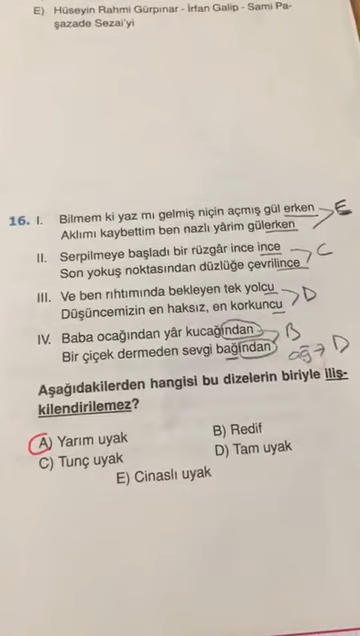 E) Hüseyin Rahmi Gürpınar - İrfan Galip - Sami Pa-
şazade Sezai'yi
16. I. Bilmem ki yaz mı gelmiş niçin açmış gül erken E
Aklımı kaybettim ben nazlı yârim gülerken
II. Serpilmeye başladı bir rüzgâr ince ince C
Son yokuş noktasından düzlüğe çevrilince
III. Ve ben rıhtımında bekleyen tek yolcu D
Düşüncemizin en haksız, en korkuncu
IV. Baba ocağından yâr kucağından B
Bir çiçek dermeden sevgi bağından ağ→ D
Aşağıdakilerden hangisi bu dizelerin biriyle iliş-
kilendirilemez?
A) Yarım uyak B) Redif
C) Tunç uyak D) Tam uyak
E) Cinaslı uyak